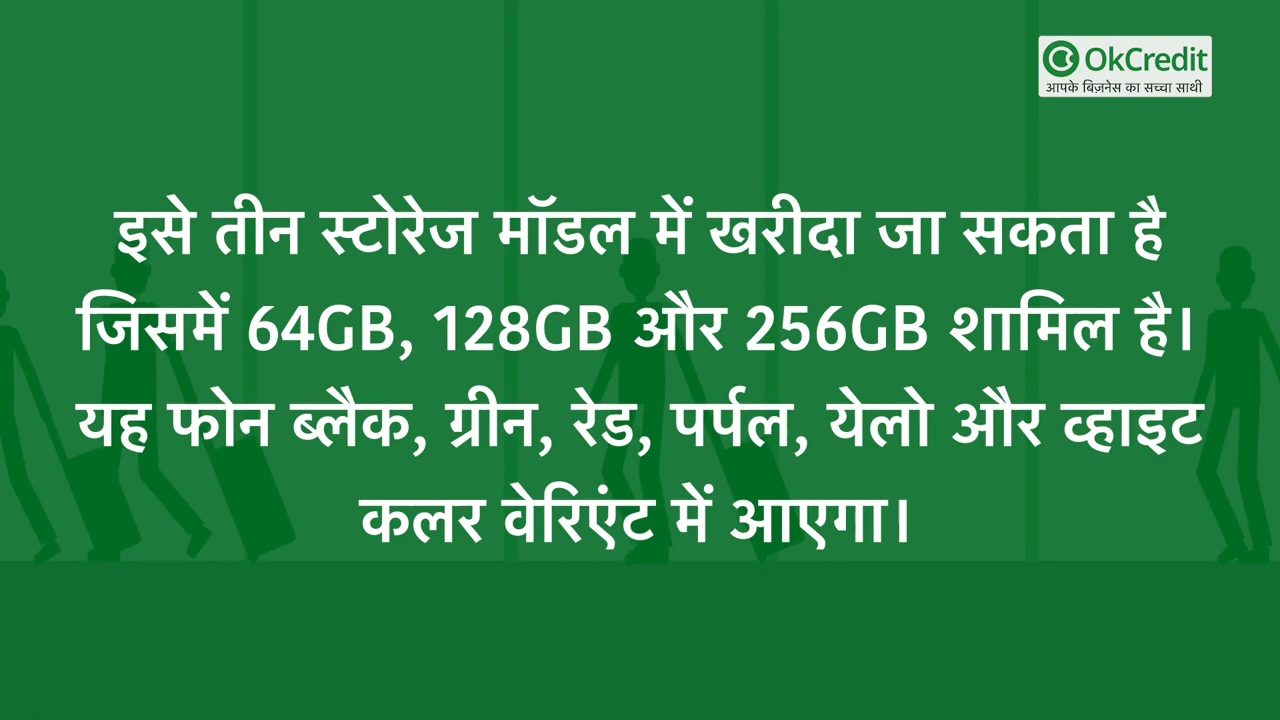 OkCredit
आपके बिज़नेस का सच्चा साथी
इसे तीन स्टोरेज मॉडल में खरीदा जा सकता है
जिसमें 64GB, 128GB और 256GB शामिल है।
यह फोन ब्लैक, ग्रीन, रेड, पर्पल, येलो और व्हाइट
कलर वेरिएंट में आएगा।